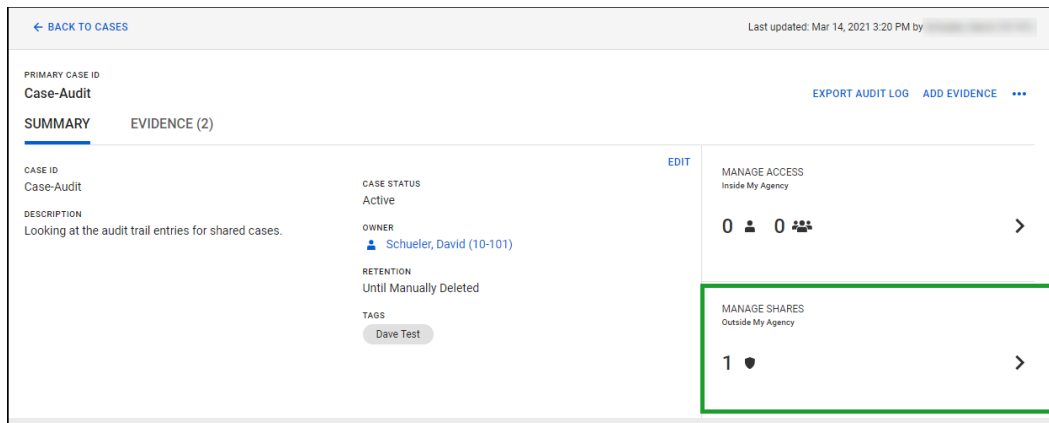 ← BACK TO CASES
Last updated: Mar 14, 2021 3:20 PM by
PRIMARY CASE ID
Case-Audit
EXPORT AUDIT LOG ADD EVIDENCE •••
SUMMARY EVIDENCE (2)
EDIT
CASE ID
Case-Audit
DESCRIPTION
Looking at the audit trail entries for shared cases.
CASE STATUS
Active
OWNER
Schueler, David (10-101)
RETENTION
Until Manually Deleted
TAGS
Dave Test
MANAGE ACCESS
Inside My Agency
0 0
MANAGE SHARES
Outside My Agency
1